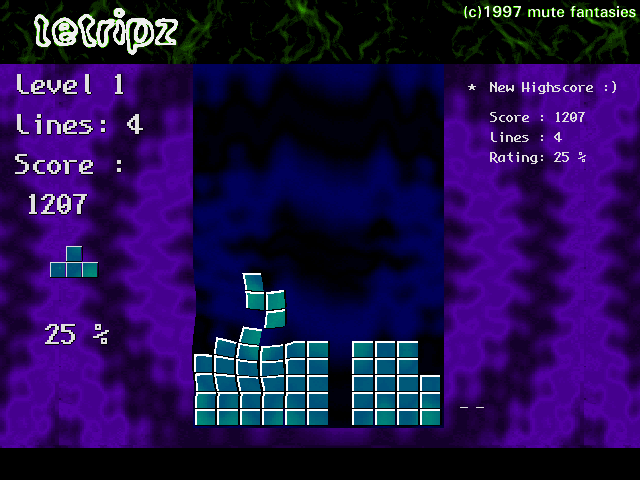 tetripz
(c)1997 mute fantasies
Level 1
Lines: 4
Score :
1207
25 %
* New Highscore :)
Score : 1207
Lines : 4
Rating: 25 %
_ _